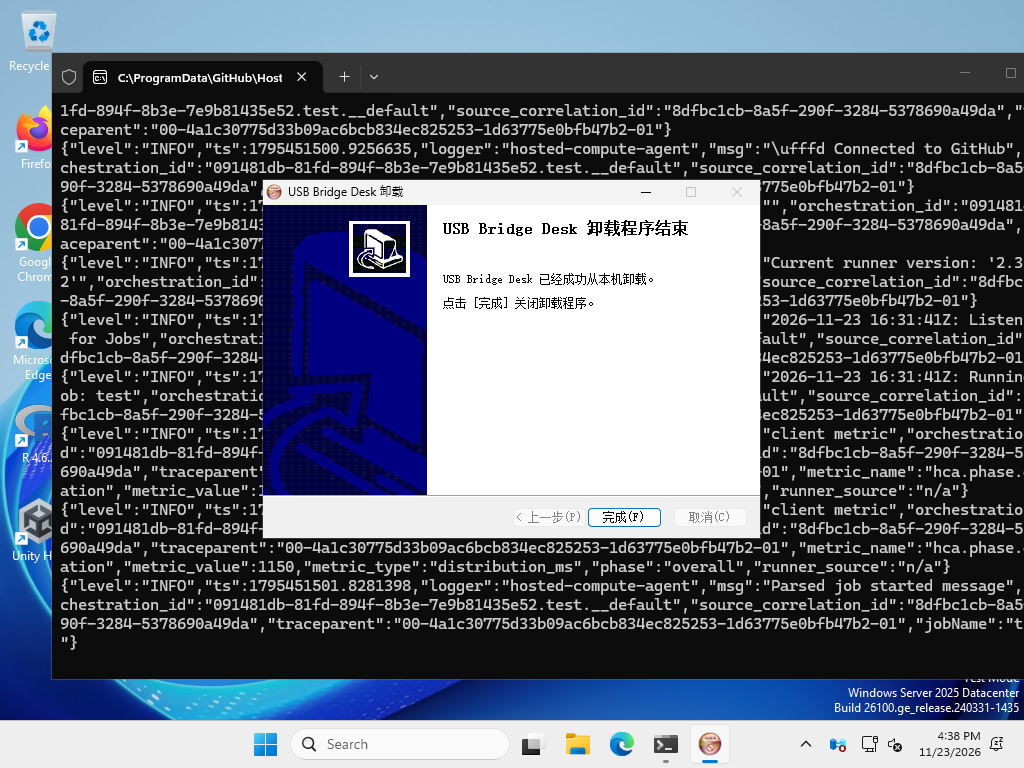 Recycle
C:\ProgramData\GitHub\Host
1fd-894f-8b3e-7e9b81435e52.test.__default","source_correlation_id":"8dfbc1cb-8a5f-290f-3284-5378690a49da","
ceparent":"00-4a1c30775d33b09ac6bcb834ec825253-1d63775e0bfb47b2-01"}
{"level":"INFO","ts":1795451500.9256635,"logger":"hosted-compute-agent","msg":"\ufffd Connected to GitHub",
chestration_id":"091481db-81fd-894f-8b3e-7e9b81435e52.test.__default","source_correlation_id":"8dfbc1cb-8a5
90f-3284-5378690a49da" 775e0bfb47b2-01"}
{"level":"INFO","ts":17 "","orchestration_id":"091481
81fd-894f-8b3e-7e9b8143 -8a5f-290f-3284-5378690a49da",
aceparent":"00-4a1c3077
{"level":"INFO","ts":17 "Current runner version: '2.3
2'","orchestration_id": source_correlation_id":"8dfbc
-8a5f-290f-3284-5378690 53-1d63775e0bfb47b2-01"}
{"level":"INFO","ts":17 "2026-11-23 16:31:41Z: Listen
for Jobs","orchestratio ault","source_correlation_id"
dfbc1cb-8a5f-290f-3284- 4ec825253-1d63775e0bfb47b2-01
{"level":"INFO","ts":17 "2026-11-23 16:31:41Z: Runnin
ob: test","orchestratio ult","source_correlation_id":
fbc1cb-8a5f-290f-3284-5 ec825253-1d63775e0bfb47b2-01"
{"level":"INFO","ts":17 "client metric","orchestratio
d":"091481db-81fd-894f- d":"8dfbc1cb-8a5f-290f-3284-5
690a49da","traceparent" 01","metric_name":"hca.phase.
ation","metric_value":1 ,"runner_source":"n/a"}
{"level":"INFO","ts":17 "client metric","orchestratio
d":"091481db-81fd-894f- d":"8dfbc1cb-8a5f-290f-3284-5
690a49da","traceparent":"00-4a1c30775d33b09ac6bcb834ec825253-1d63775e0bfb47b2-01","metric_name":"hca.phase.
ation","metric_value":1150,"metric_type":"distribution_ms","phase":"overall","runner_source":"n/a"}
{"level":"INFO","ts":1795451501.8281398,"logger":"hosted-compute-agent","msg":"Parsed job started message",
chestration_id":"091481db-81fd-894f-8b3e-7e9b81435e52.test.__default","source_correlation_id":"8dfbc1cb-8a5
90f-3284-5378690a49da","traceparent":"00-4a1c30775d33b09ac6bcb834ec825253-1d63775e0bfb47b2-01","jobName":"t
"}
Firefo
Googl
Chrom
Microso
Edge
R 4.6.
Unity H
USB Bridge Desk 卸载
USB Bridge Desk 卸载程序结束
USB Bridge Desk 已经成功从本机卸载。
点击 [完成] 关闭卸载程序。
< 上一步(P)
完成(F)
取消(C)
Test Mode
Windows Server 2025 Datacenter
Build 26100.ge_release.240331-1435
Search
4:38 PM
11/23/2026